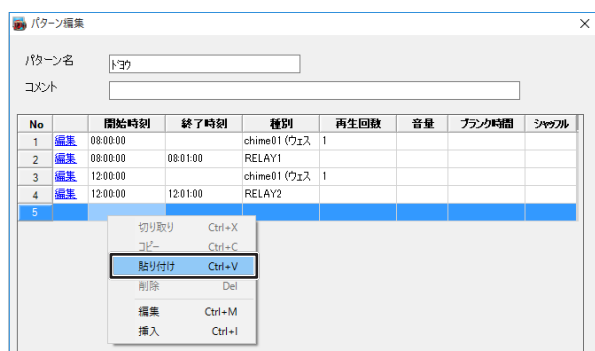 パターン編集
パターン名 ﾄﾞﾖｳ
コメント
No 開始時刻 終了時刻 種別 再生回数 音量 ブランク時間 シャッフル
1 編集 08:00:00 chime01 (ウェス 1
2 編集 08:00:00 08:01:00 RELAY1
3 編集 12:00:00 chime01 (ウェス 1
4 編集 12:00:00 12:01:00 RELAY2
5
切り取り Ctrl+X
コピー Ctrl+C
貼り付け Ctrl+V
削除 Del
編集 Ctrl+M
挿入 Ctrl+I